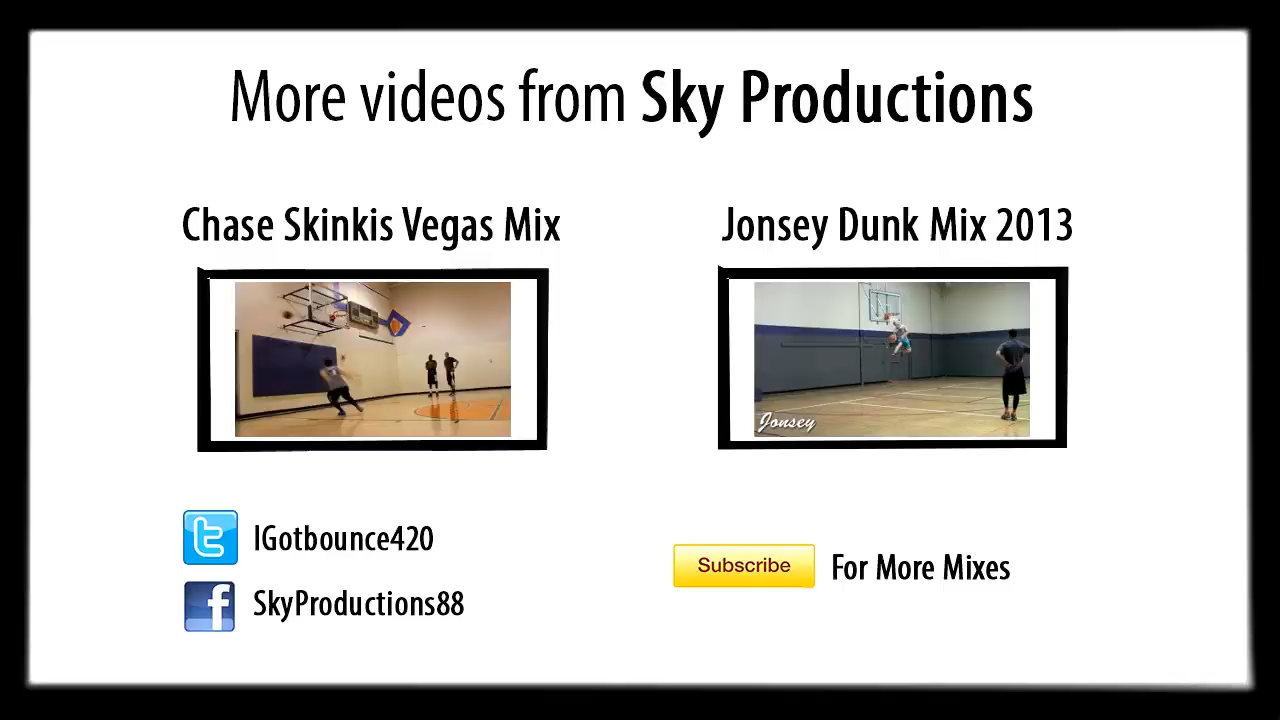 More videos from Sky Productions
Chase Skinkis Vegas Mix
Jonsey Dunk Mix 2013
Jonsey
IGotbounce420
SkyProductions88
Subscribe
For More Mixes